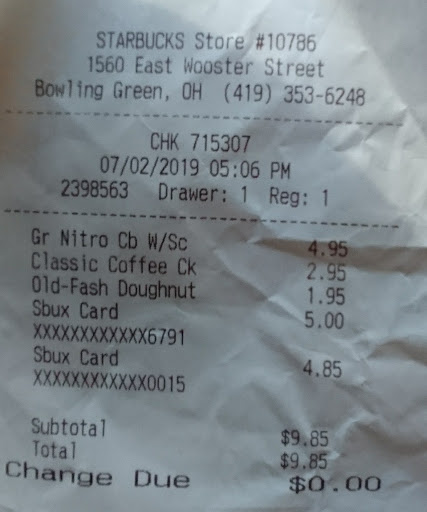 STARBUCKS Store #10786
1560 East Wooster Street
Bowling Green, OH (419) 353-6248
CHK 715307
07/02/2019 05:06 PM
2398563 Drawer: 1 Reg: 1
Gr Nitro Cb W/Sc 4.95
Classic Coffee Ck 2.95
Old-Fash Doughnut 1.95
Sbux Card 5.00
XXXXXXXXXXXX6791
Sbux Card 4.85
XXXXXXXXXXXX0015
Subtotal $9.85
Total $9.85
Change Due $0.00